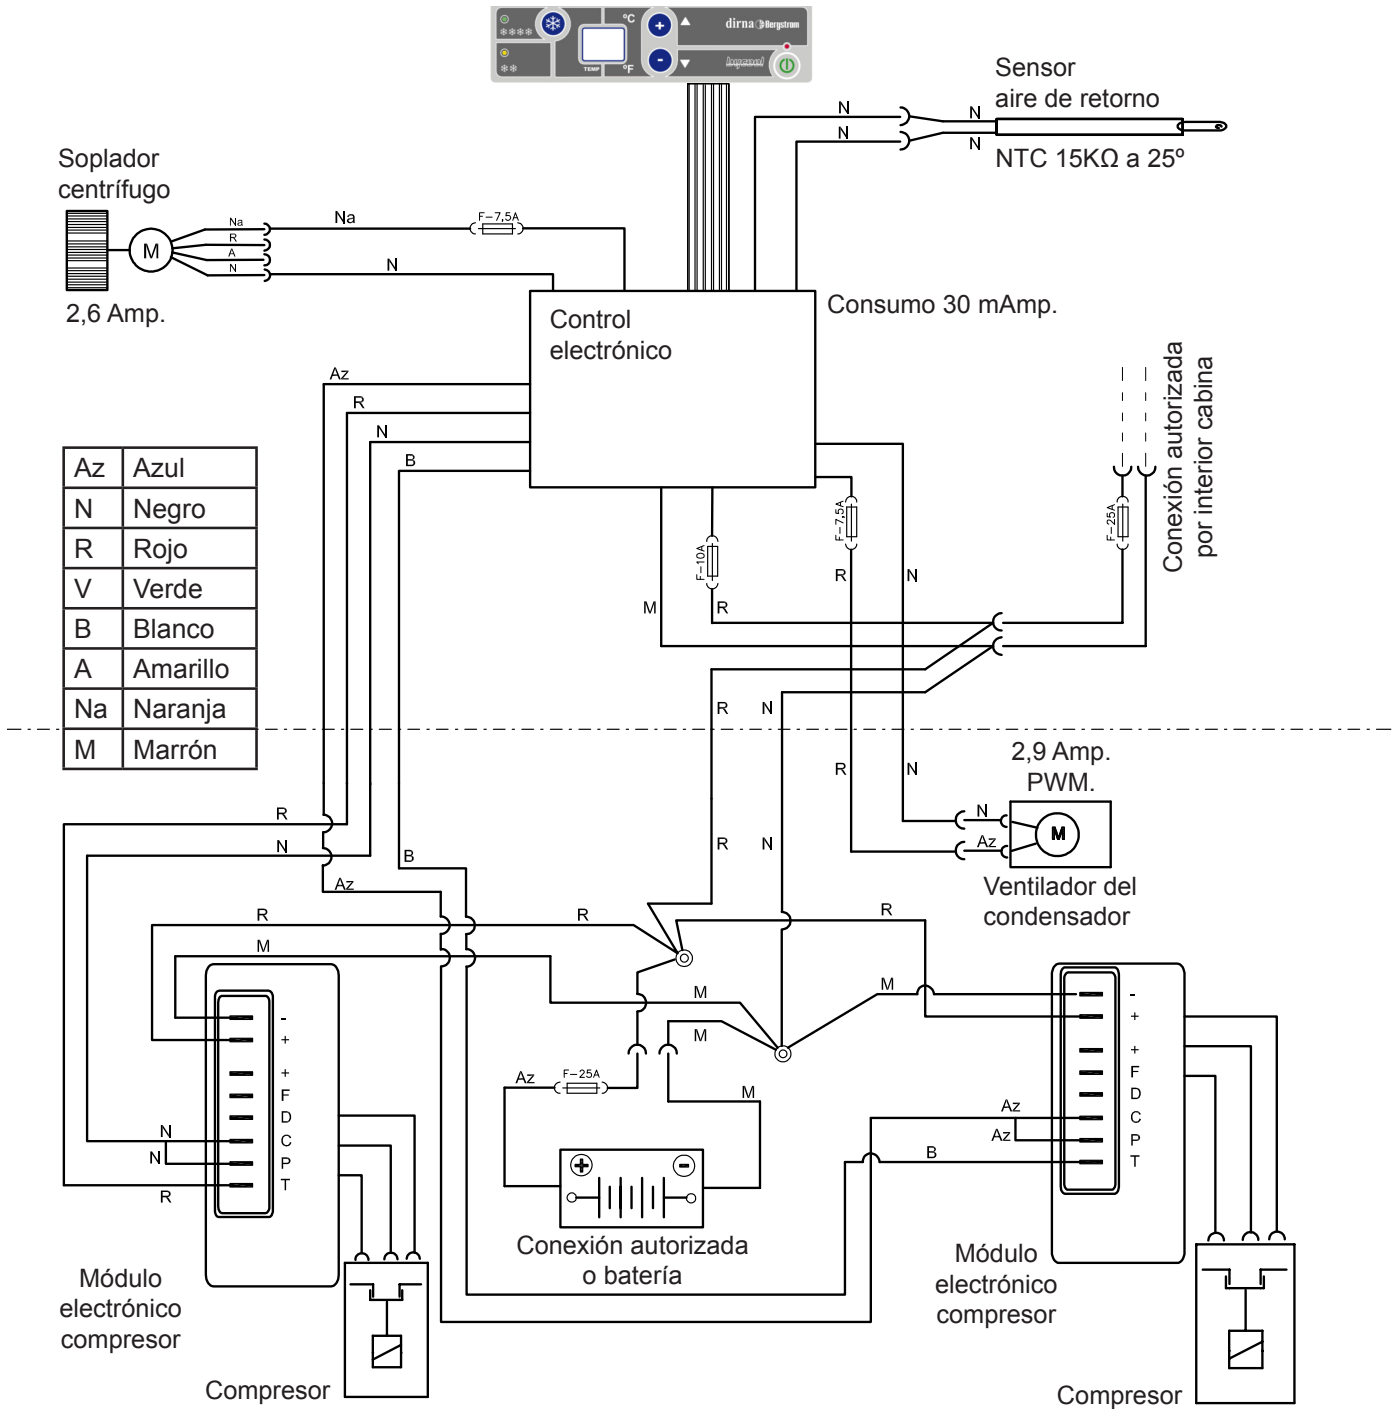 °C
dirna Bergstrom
TEMP
°F
bycool
Sensor
aire de retorno
N
N
N
N
NTC 15KΩ a 25º
Soplador
centrífugo
Na
R
A
N
Na
N
F-7,5A
M
2,6 Amp.
Control
electrónico
Consumo 30 mAmp.
Conexión autorizada
por interior cabina
Az
R
N
B
Az Azul
N Negro
R Rojo
V Verde
B Blanco
A Amarillo
Na Naranja
M Marrón
F-10A
F-7,5A
F-25A
M
R
R
N
R
N
R
N
2,9 Amp.
PWM.
N
Az
M
Ventilador del
condensador
R
N
B
Az
R
N
R
R
R
M
M
M
M
-
+
+
F
D
C
P
T
N
N
R
Az
F-25A
M
+
-
Conexión autorizada
o batería
-
+
+
F
D
C
P
T
Az
Az
B
Módulo
electrónico
compresor
Compresor
Módulo
electrónico
compresor
Compresor